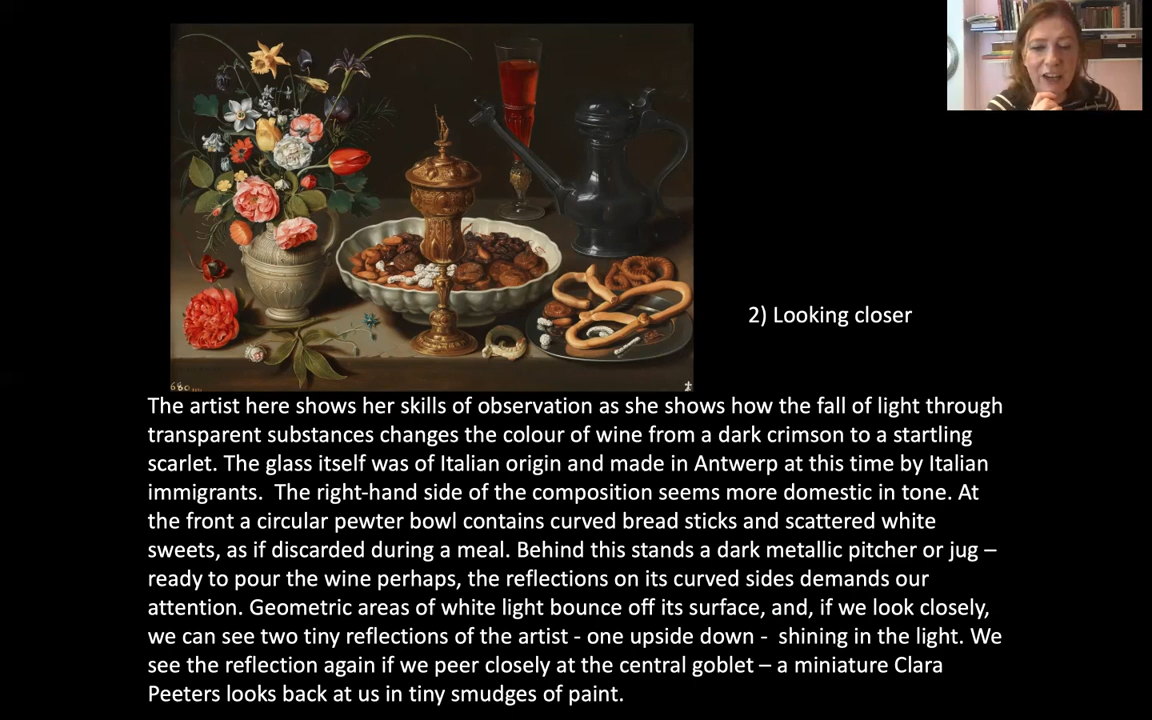 2) Looking closer
680
The artist here shows her skills of observation as she shows how the fall of light through
transparent substances changes the colour of wine from a dark crimson to a startling
scarlet. The glass itself was of Italian origin and made in Antwerp at this time by Italian
immigrants.  The right-hand side of the composition seems more domestic in tone. At
the front a circular pewter bowl contains curved bread sticks and scattered white
sweets, as if discarded during a meal. Behind this stands a dark metallic pitcher or jug –
ready to pour the wine perhaps, the reflections on its curved sides demands our
attention. Geometric areas of white light bounce off its surface, and, if we look closely,
we can see two tiny reflections of the artist - one upside down -  shining in the light. We
see the reflection again if we peer closely at the central goblet – a miniature Clara
Peeters looks back at us in tiny smudges of paint.